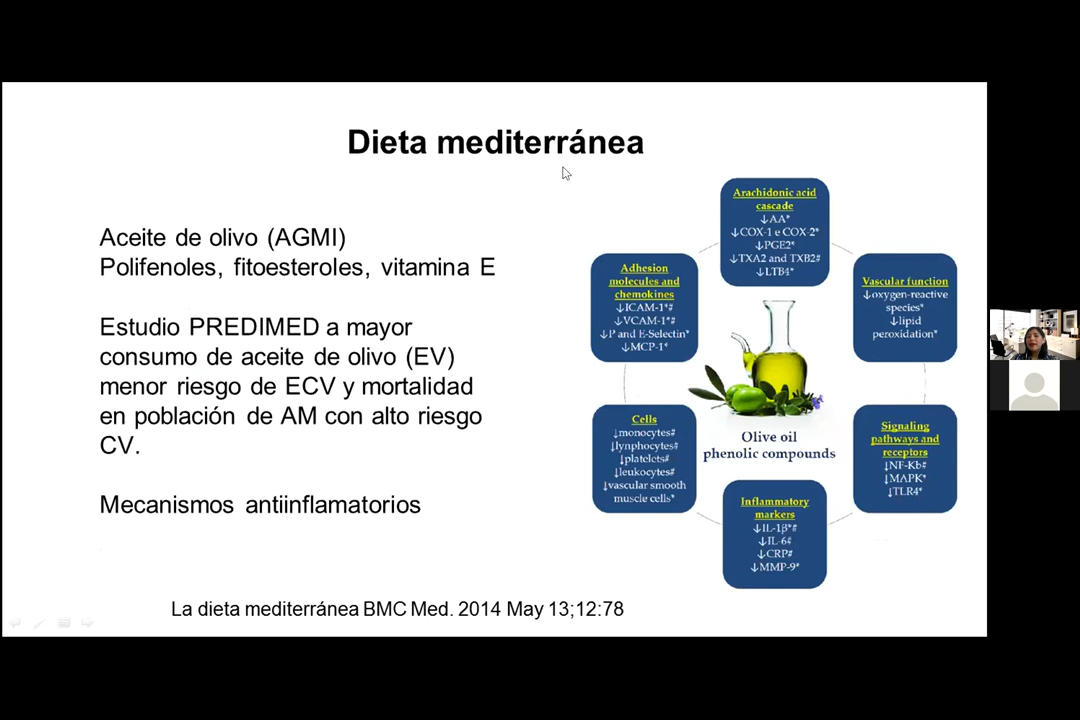 Dieta mediterránea
Aceite de olivo (AGMI)
Polifenoles, fitoesteroles, vitamina E
Estudio PREDIMED a mayor
consumo de aceite de olivo (EV)
menor riesgo de ECV y mortalidad
en población de AM con alto riesgo
CV.
Mecanismos antiinflamatorios
Arachidonic acid
cascade
↓AA*
↓COX-1 e COX-2*
↓PGE2*
↓TXA2 and TXB2#
↓LTB4*
Adhesion
molecules and
chemokines
↓ICAM-1*#
↓VCAM-1*#
↓P and E-Selectin*
↓MCP-1*
Vascular function
↓oxygen-reactive
species*
↓lipid
peroxidation*
Cells
↓monocytes#
↓lymphocytes#
↓platelets#
↓leukocytes#
↓vascular smooth
muscle cells*
Olive oil
phenolic compounds
Signaling
pathways and
receptors
↓NF-Kb#
↓MAPK*
↓TLR4*
Inflammatory
markers
↓IL-1β*#
↓IL-6#
↓CRP#
↓MMP-9*
La dieta mediterránea BMC Med. 2014 May 13;12:78